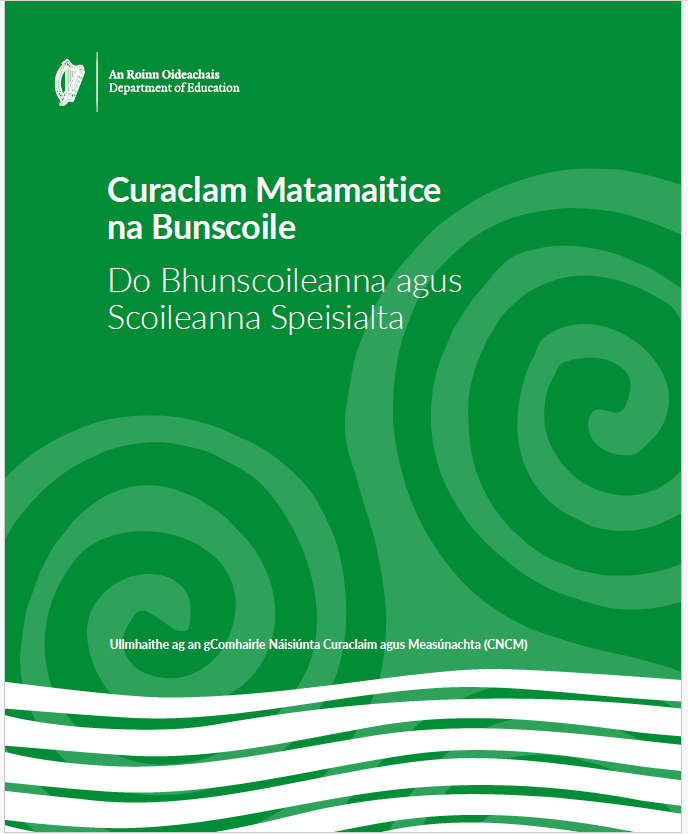 An Roinn Oideachais
Department of Education
Curaclam Matamaitice
na Bunscoile
Do Bhunscoileanna agus
Scoileanna Speisialta
Ullmhaithe ag an gComhairle Náisiúnta Curaclaim agus Measúnachta (CNCM)